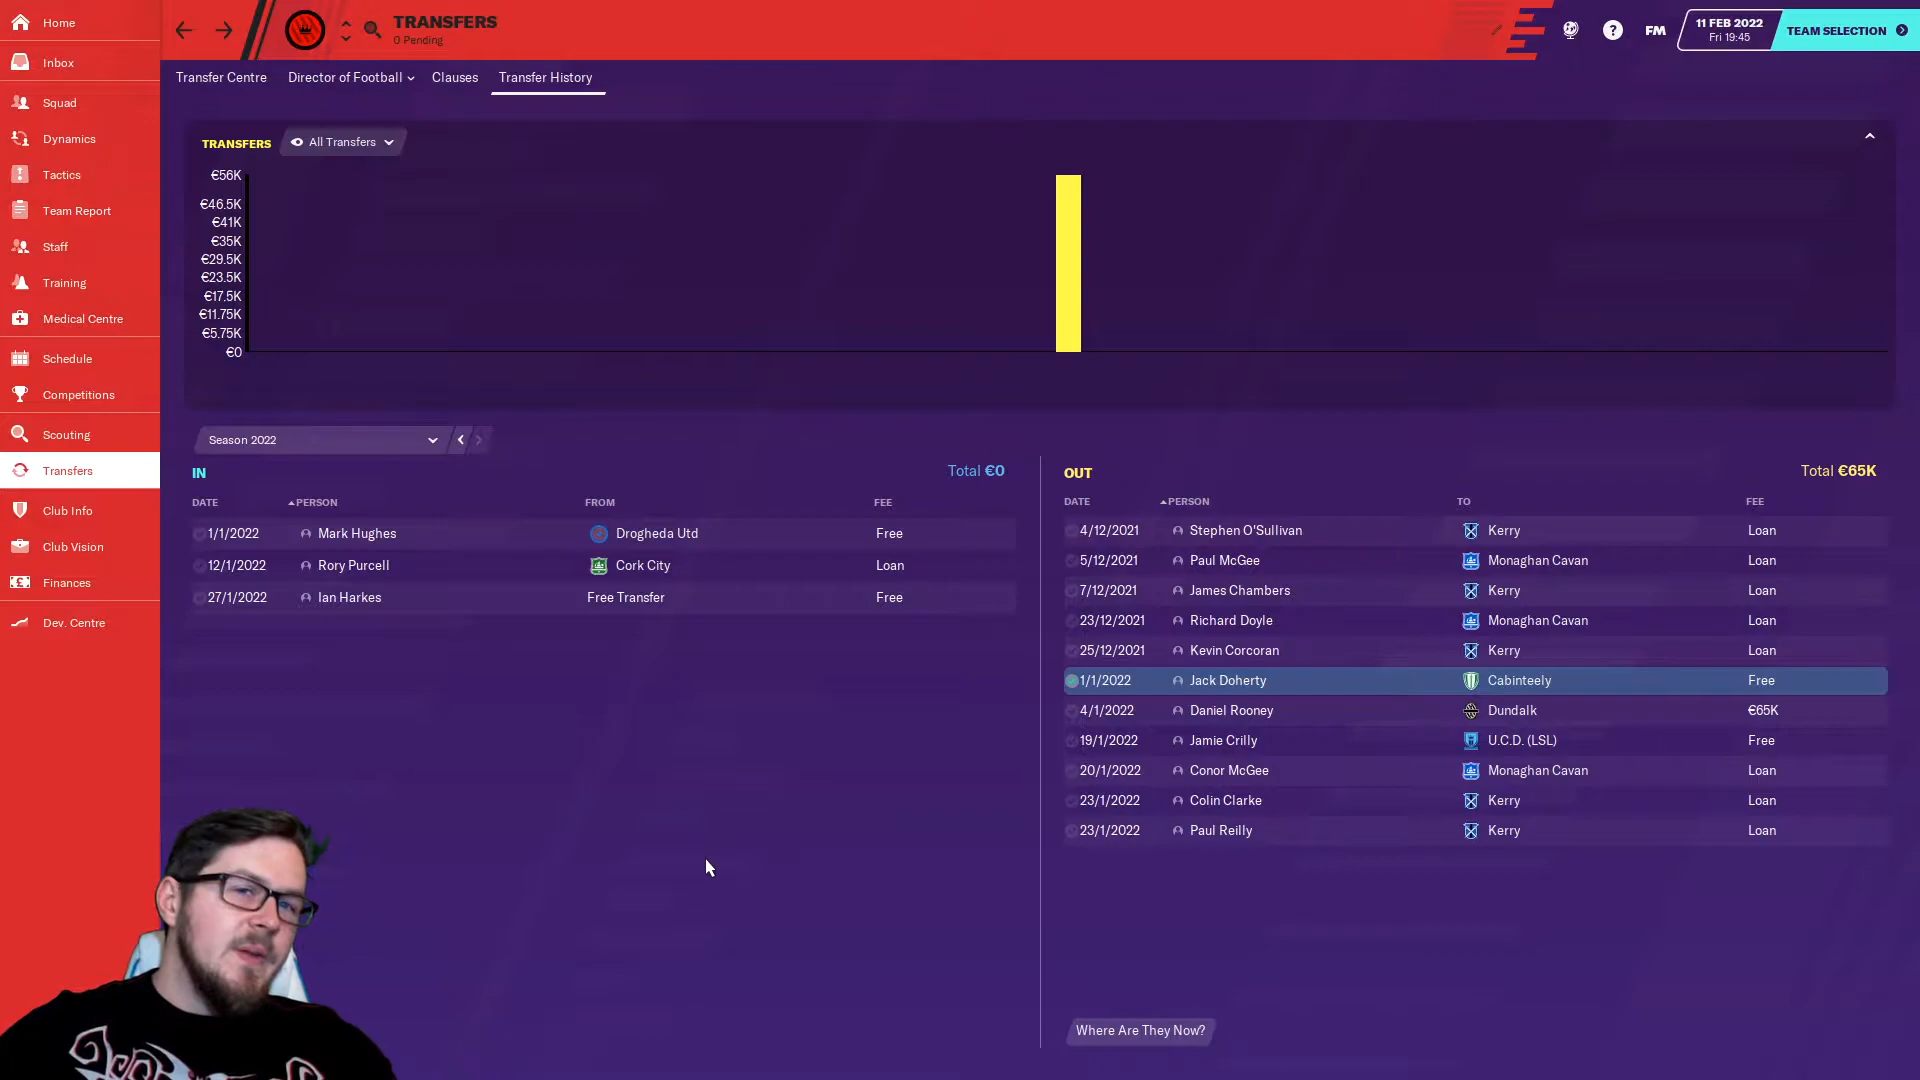 Home
Inbox
Squad
Dynamics
Tactics
Team Report
Staff
Training
Medical Centre
Schedule
Competitions
Scouting
Transfers
Club Info
Club Vision
Finances
Dev. Centre
TRANSFERS
0 Pending
FM
11 FEB 2022
Fri 19:45
TEAM SELECTION
Transfer Centre Director of Football Clauses Transfer History
TRANSFERS All Transfers
€56K
€46.5K
€41K
€35K
€29.5K
€23.5K
€17.5K
€11.75K
€5.75K
€0
Season 2022
IN Total €0
DATE PERSON FROM FEE
1/1/2022 Mark Hughes Drogheda Utd Free
12/1/2022 Rory Purcell Cork City Loan
27/1/2022 Ian Harkes Free Transfer Free
OUT Total €65K
DATE PERSON TO FEE
4/12/2021 Stephen O'Sullivan Kerry Loan
5/12/2021 Paul McGee Monaghan Cavan Loan
7/12/2021 James Chambers Kerry Loan
23/12/2021 Richard Doyle Monaghan Cavan Loan
25/12/2021 Kevin Corcoran Kerry Loan
1/1/2022 Jack Doherty Cabinteely Free
4/1/2022 Daniel Rooney Dundalk €65K
19/1/2022 Jamie Crilly U.C.D. (LSL) Free
20/1/2022 Conor McGee Monaghan Cavan Loan
23/1/2022 Colin Clarke Kerry Loan
23/1/2022 Paul Reilly Kerry Loan
Where Are They Now?